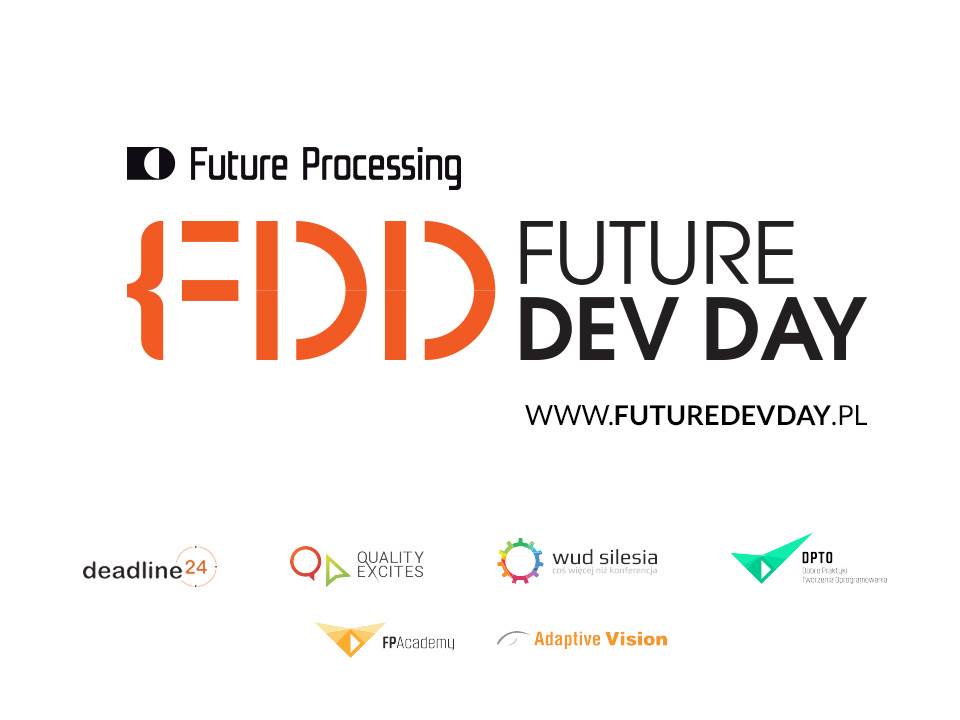 Future Processing
{FDD
FUTURE
DEV DAY
WWW.FUTUREDEVDAY.PL
deadline24
QUALITY
EXCITES
wud silesia
coś więcej niż konferencja
DPTO
Dobre Praktyki
Tworzenia Oprogramowania
FPAcademy
Adaptive Vision